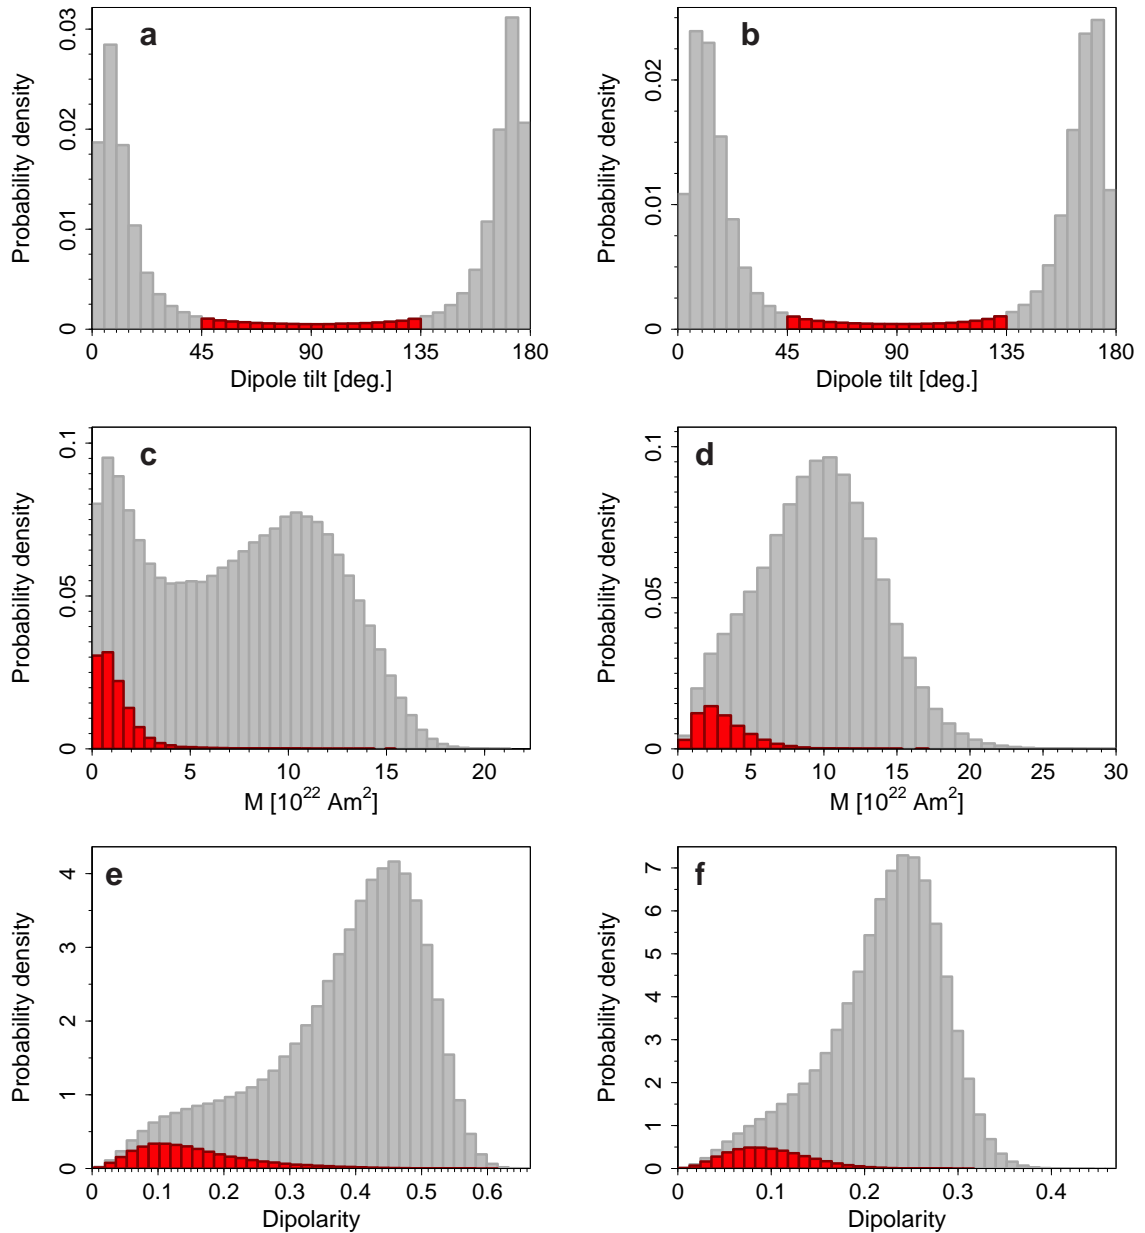 a
Probability density
0.03
0.02
0.01
0
0 45 90 135 180
Dipole tilt [deg.]
b
Probability density
0.02
0.01
0
0 45 90 135 180
Dipole tilt [deg.]
c
Probability density
0.1
0.05
0
0 5 10 15 20
M [10²² Am²]
d
Probability density
0.1
0.05
0
0 5 10 15 20 25 30
M [10²² Am²]
e
Probability density
4
3
2
1
0
0 0.1 0.2 0.3 0.4 0.5 0.6
Dipolarity
f
Probability density
7
6
5
4
3
2
1
0
0 0.1 0.2 0.3 0.4
Dipolarity